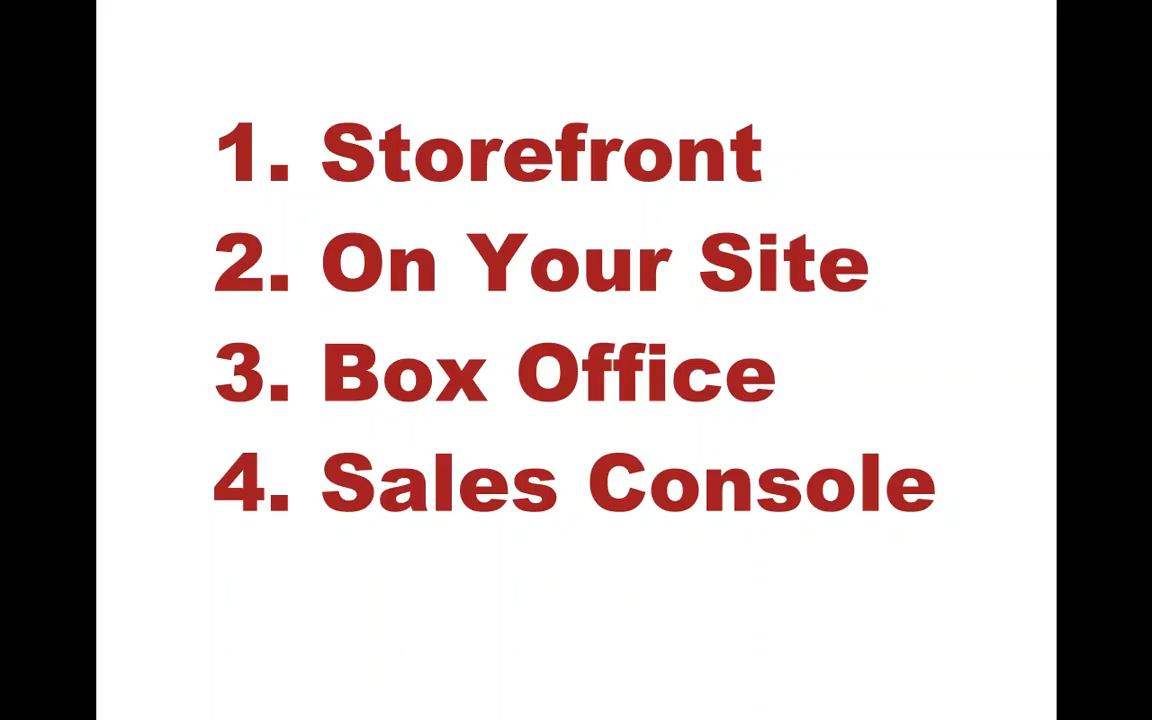 1. Storefront
2. On Your Site
3. Box Office
4. Sales Console